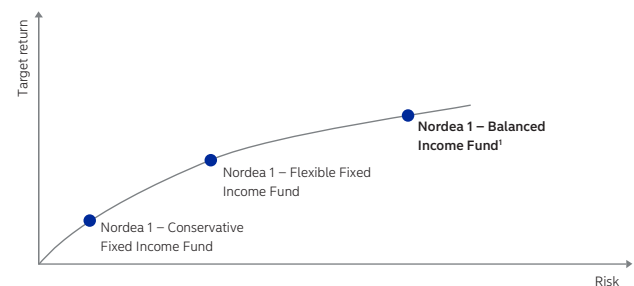 Target return
Nordea 1 – Balanced
Income Fund¹
Nordea 1 – Flexible Fixed
Income Fund
Nordea 1 – Conservative
Fixed Income Fund
Risk